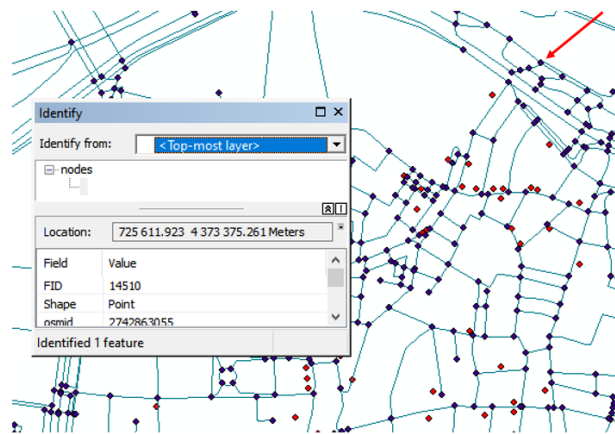 Identify
Identify from: <Top-most layer>
nodes
Location: 725 611.923 4 373 375.261 Meters
Field Value
FID 14510
Shape Point
osmid 2742863055
Identified 1 feature